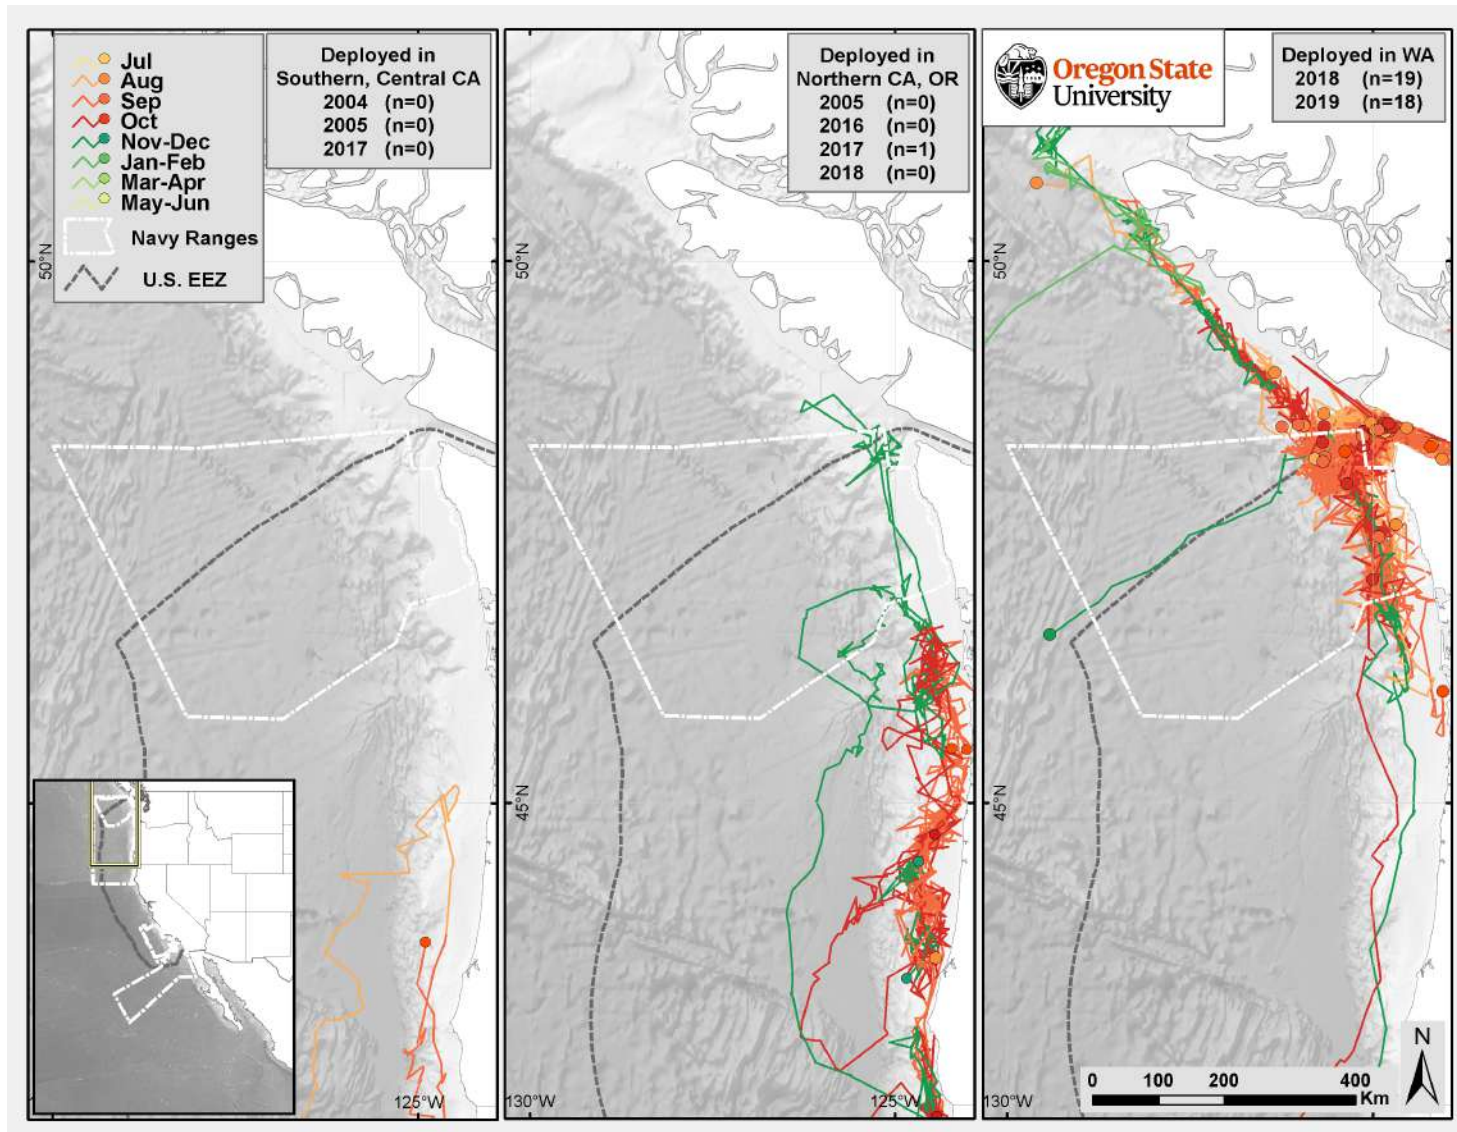 Jul
Aug
Sep
Oct
Nov-Dec
Jan-Feb
Mar-Apr
May-Jun
Navy Ranges
U.S. EEZ
Deployed in
Southern, Central CA
2004 (n=0)
2005 (n=0)
2017 (n=0)
50°N
125°W
Deployed in
Northern CA, OR
2005 (n=0)
2016 (n=0)
2017 (n=1)
2018 (n=0)
50°N
45°N
130°W
125°W
Oregon State
University
Deployed in WA
2018 (n=19)
2019 (n=18)
50°N
45°N
130°W
N
0 100 200 400
Km